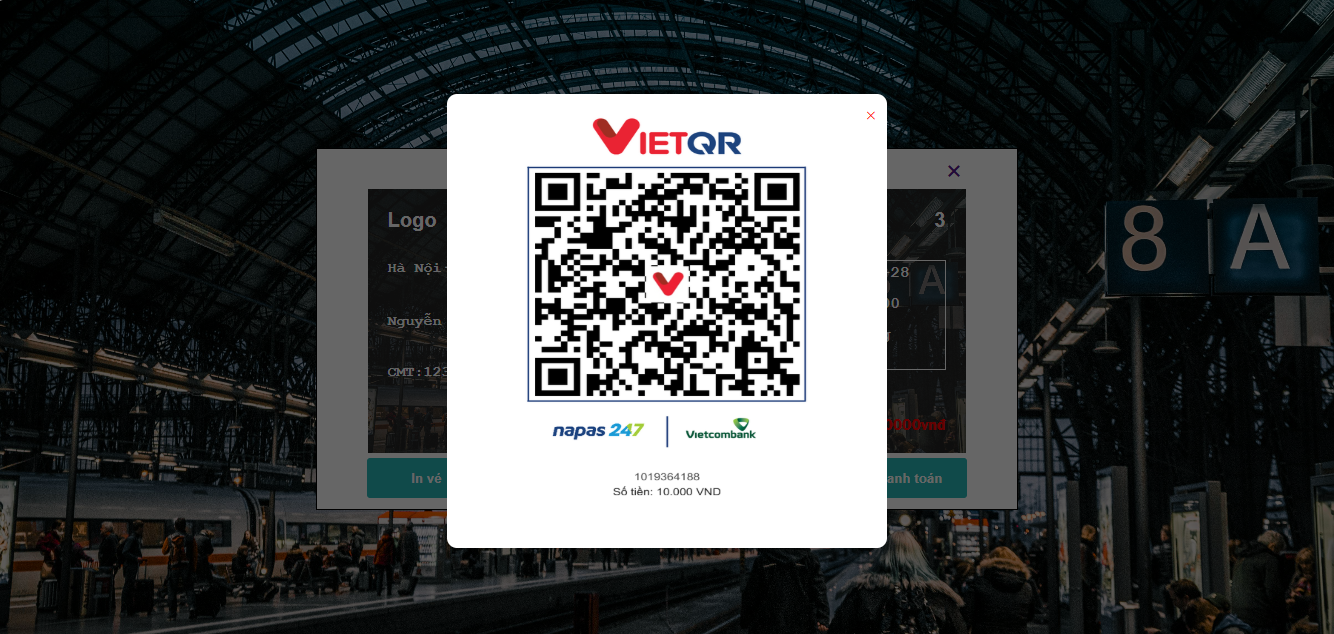 VIETQR
Logo
3
Hà Nội
-28
A
00
Nguyễn
CMT:123
napas 247
Vietcombank
0000vnđ
In vé
anh toán
1019364188
Số tiền: 10.000 VND
8 A